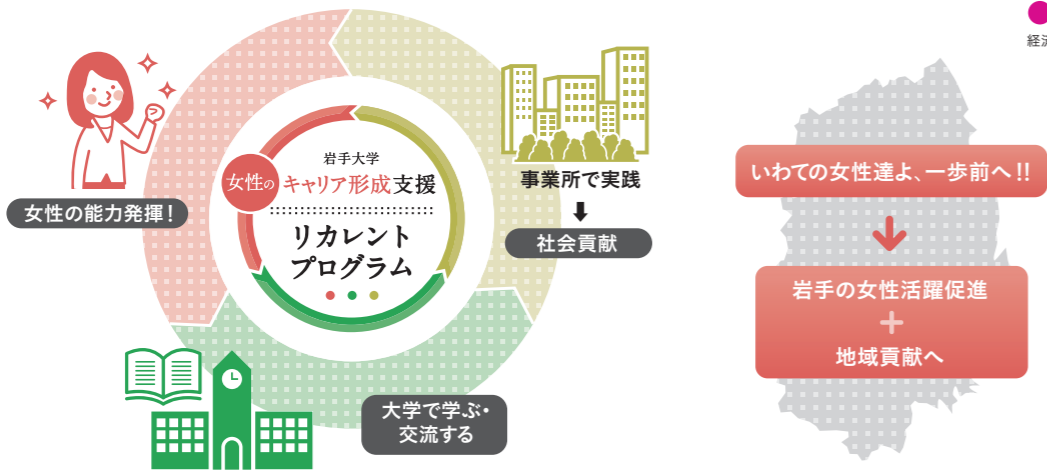 岩手大学
女性のキャリア形成支援
リカレント
プログラム
女性の能力発揮!
事業所で実践
社会貢献
大学で学ぶ・
交流する
経済
いわての女性達よ、一歩前へ!!
岩手の女性活躍促進
+
地域貢献へ